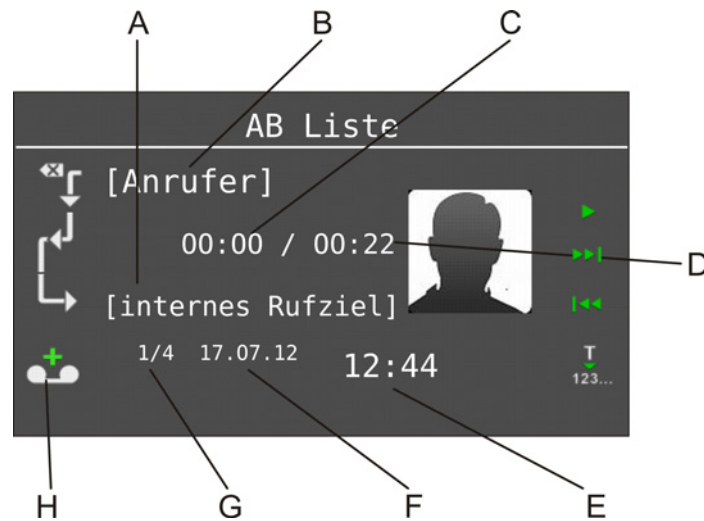 A B C
AB Liste
[Anrufer]
00:00 / 00:22
D
[internes Rufziel]
1/4 17.07.12 12:44
T
123...
H G F E